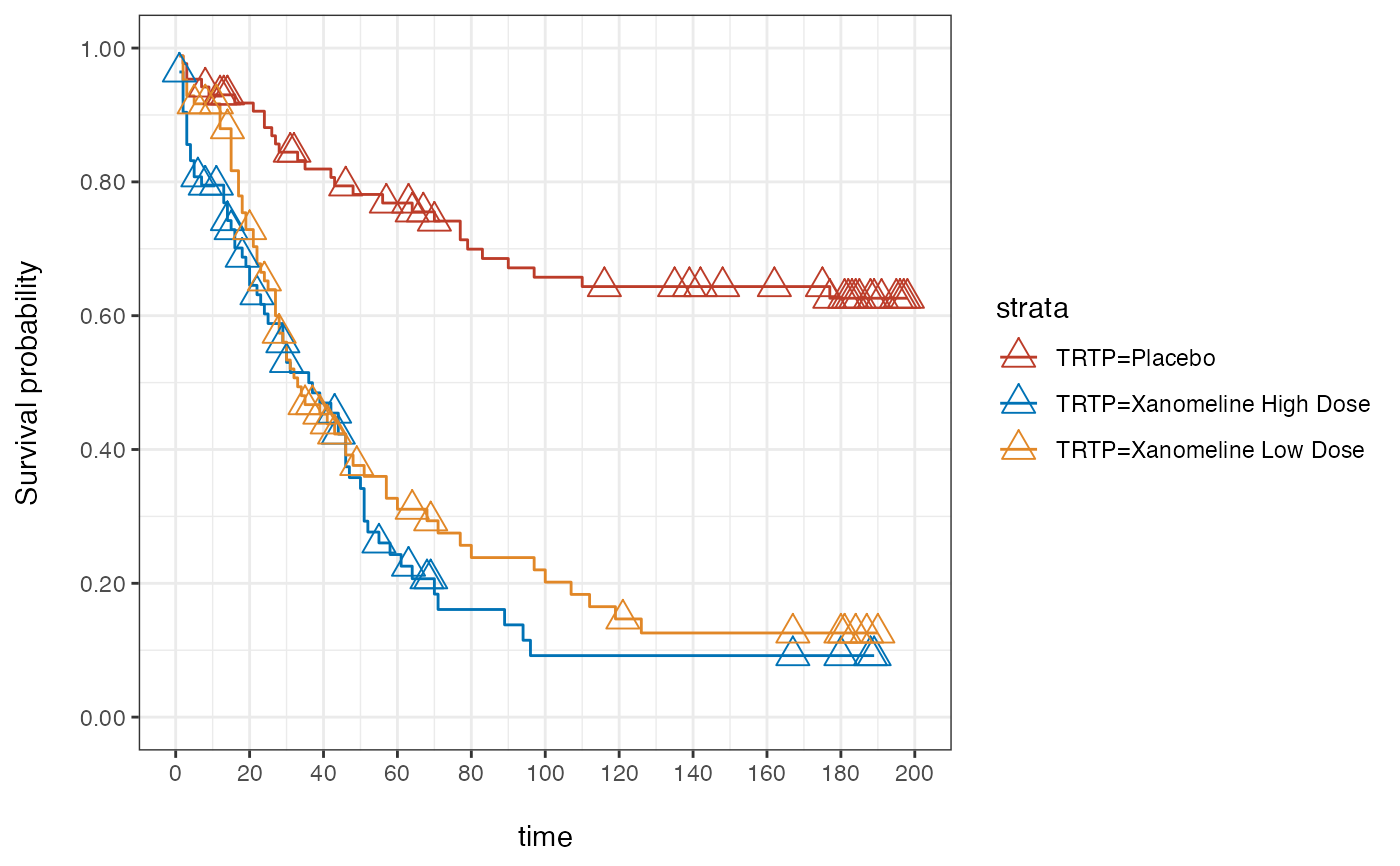 1.00
0.80
0.60
0.40
0.20
0.00
Survival probability
0 20 40 60 80 100 120 140 160 180 200
time
strata
TRTP=Placebo
TRTP=Xanomeline High Dose
TRTP=Xanomeline Low Dose